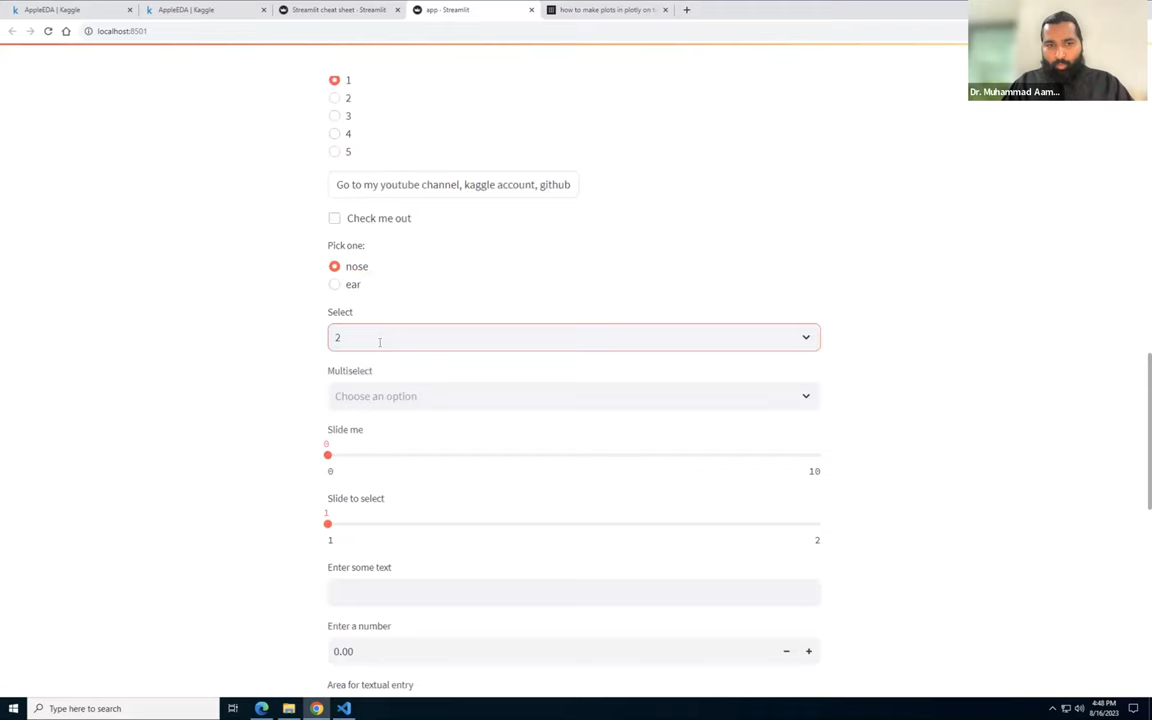 AppleEDA | Kaggle
AppleEDA | Kaggle
Streamlit cheat sheet - Streamlit
app - Streamlit
how to make plots in plotly on t
localhost:8501
Dr. Muhammad Aam...
1
2
3
4
5
Go to my youtube channel, kaggle account, github
Check me out
Pick one:
nose
ear
Select
2
Multiselect
Choose an option
Slide me
0
0 10
Slide to select
1
1 2
Enter some text
Enter a number
0.00
Area for textual entry
Type here to search
4:48 PM
8/16/2023